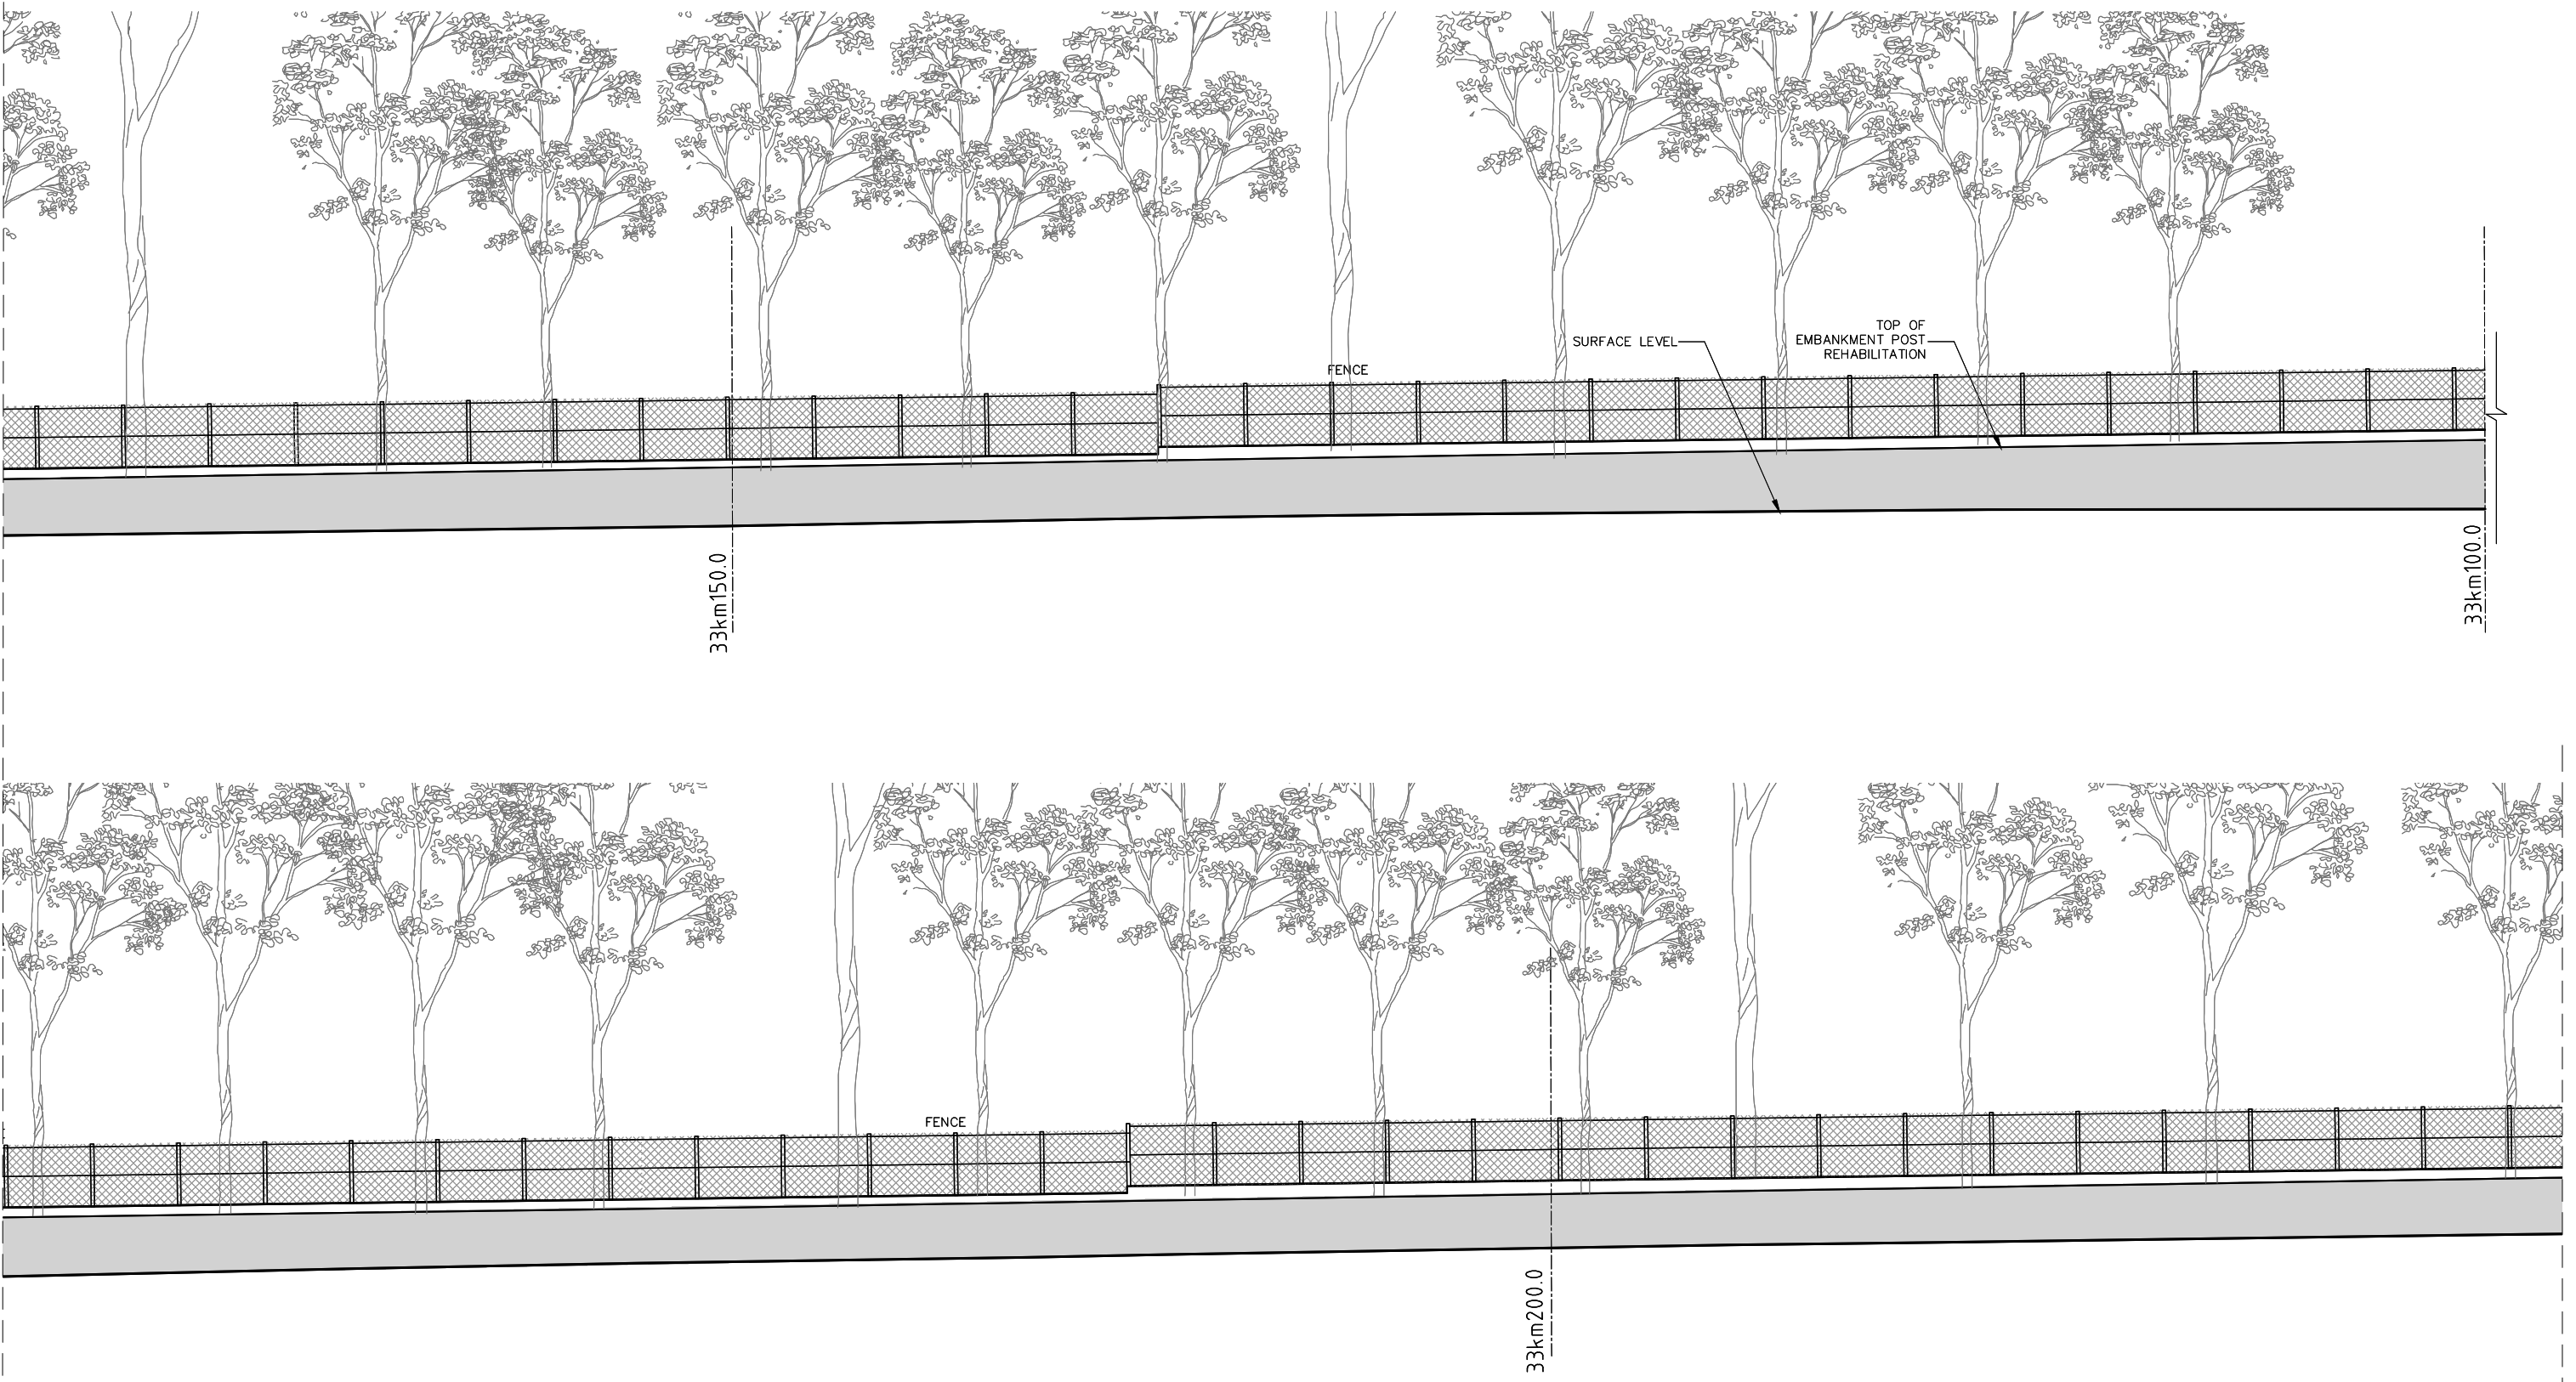 SURFACE LEVEL
TOP OF
EMBANKMENT POST
REHABILITATION
FENCE
33km150.0
33km100.0
FENCE
33km200.0